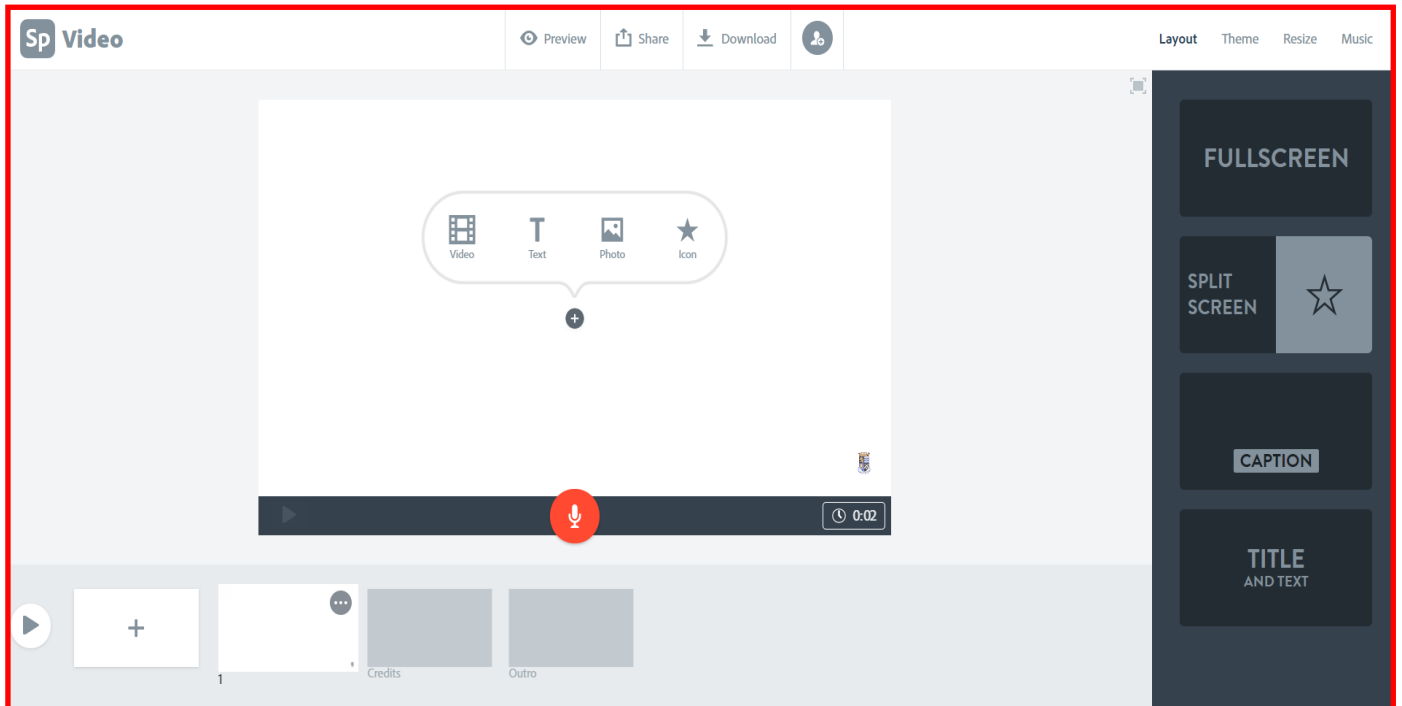 Sp Video
Preview
Share
Download
Layout
Theme
Resize
Music
Video
Text
Photo
Icon
0:02
FULLSCREEN
SPLIT
SCREEN
CAPTION
TITLE
AND TEXT
1
Credits
Outro